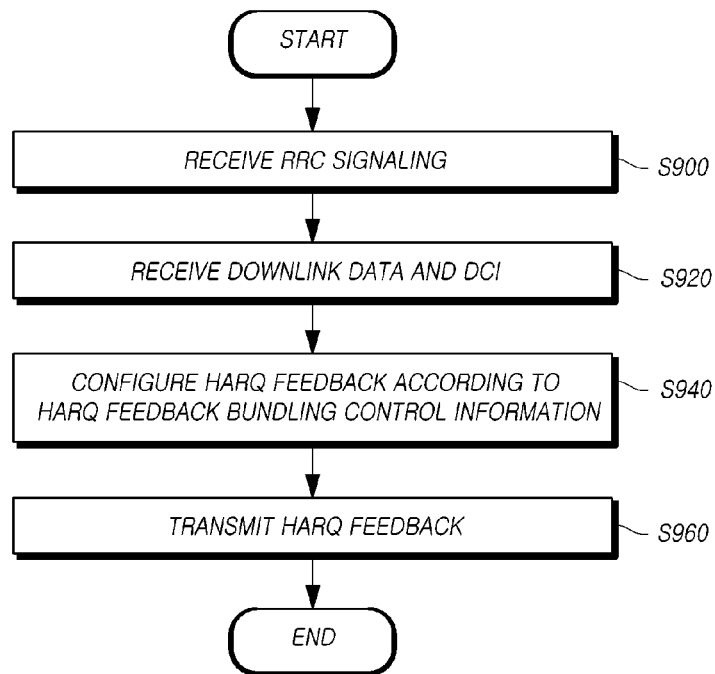 START
RECEIVE RRC SIGNALING
S900
RECEIVE DOWNLINK DATA AND DCI
S920
CONFIGURE HARQ FEEDBACK ACCORDING TO
HARQ FEEDBACK BUNDLING CONTROL INFORMATION
S940
TRANSMIT HARQ FEEDBACK
S960
END